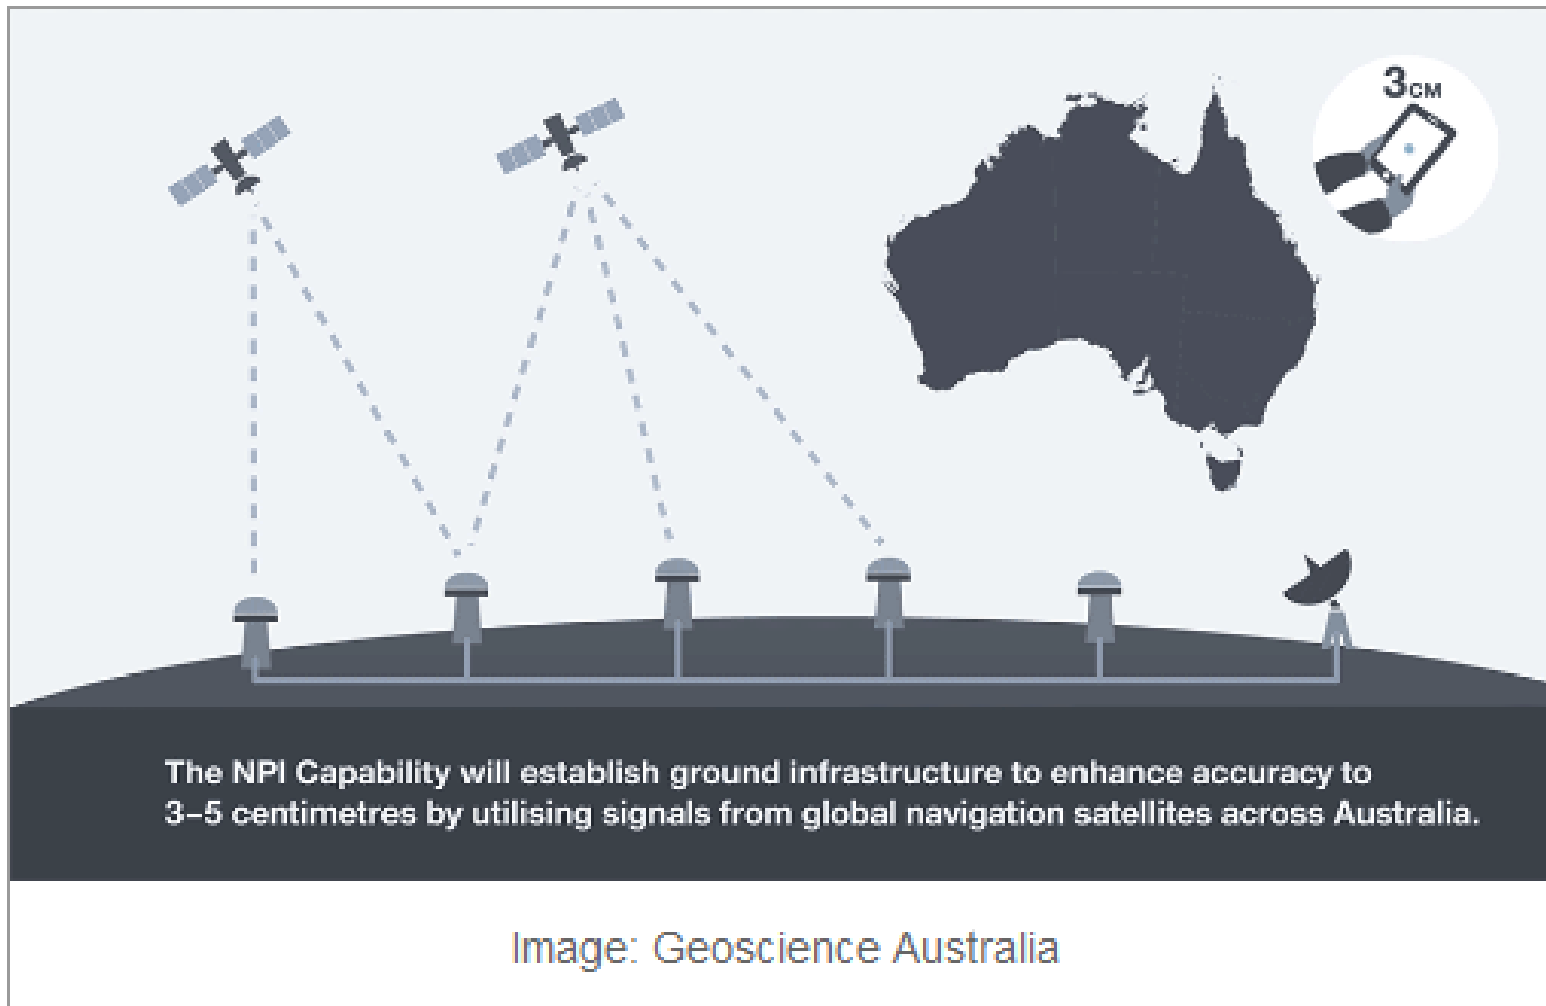 3CM
The NPI Capability will establish ground infrastructure to enhance accuracy to
3–5 centimetres by utilising signals from global navigation satellites across Australia.
Image: Geoscience Australia